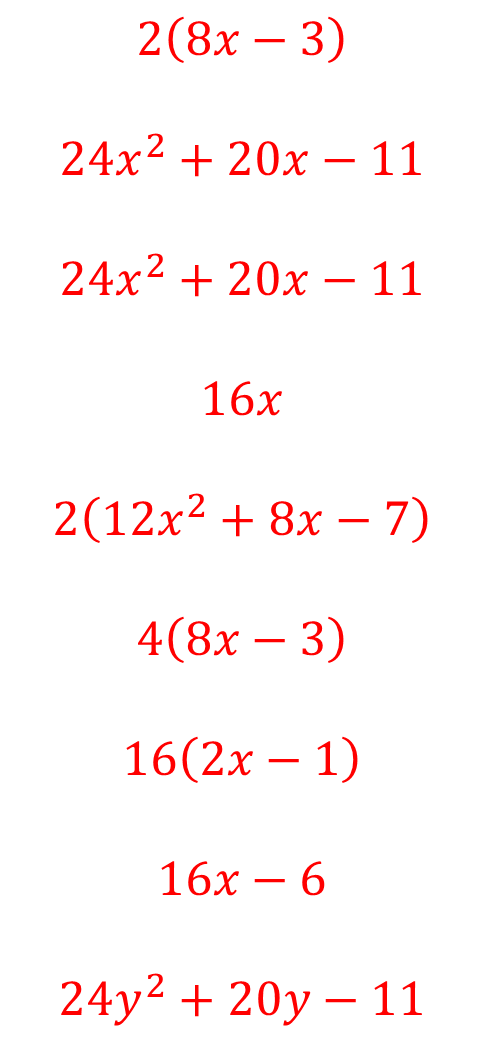 2(8x − 3)
24x² + 20x − 11
24x² + 20x − 11
16x
2(12x² + 8x − 7)
4(8x − 3)
16(2x − 1)
16x − 6
24y² + 20y − 11